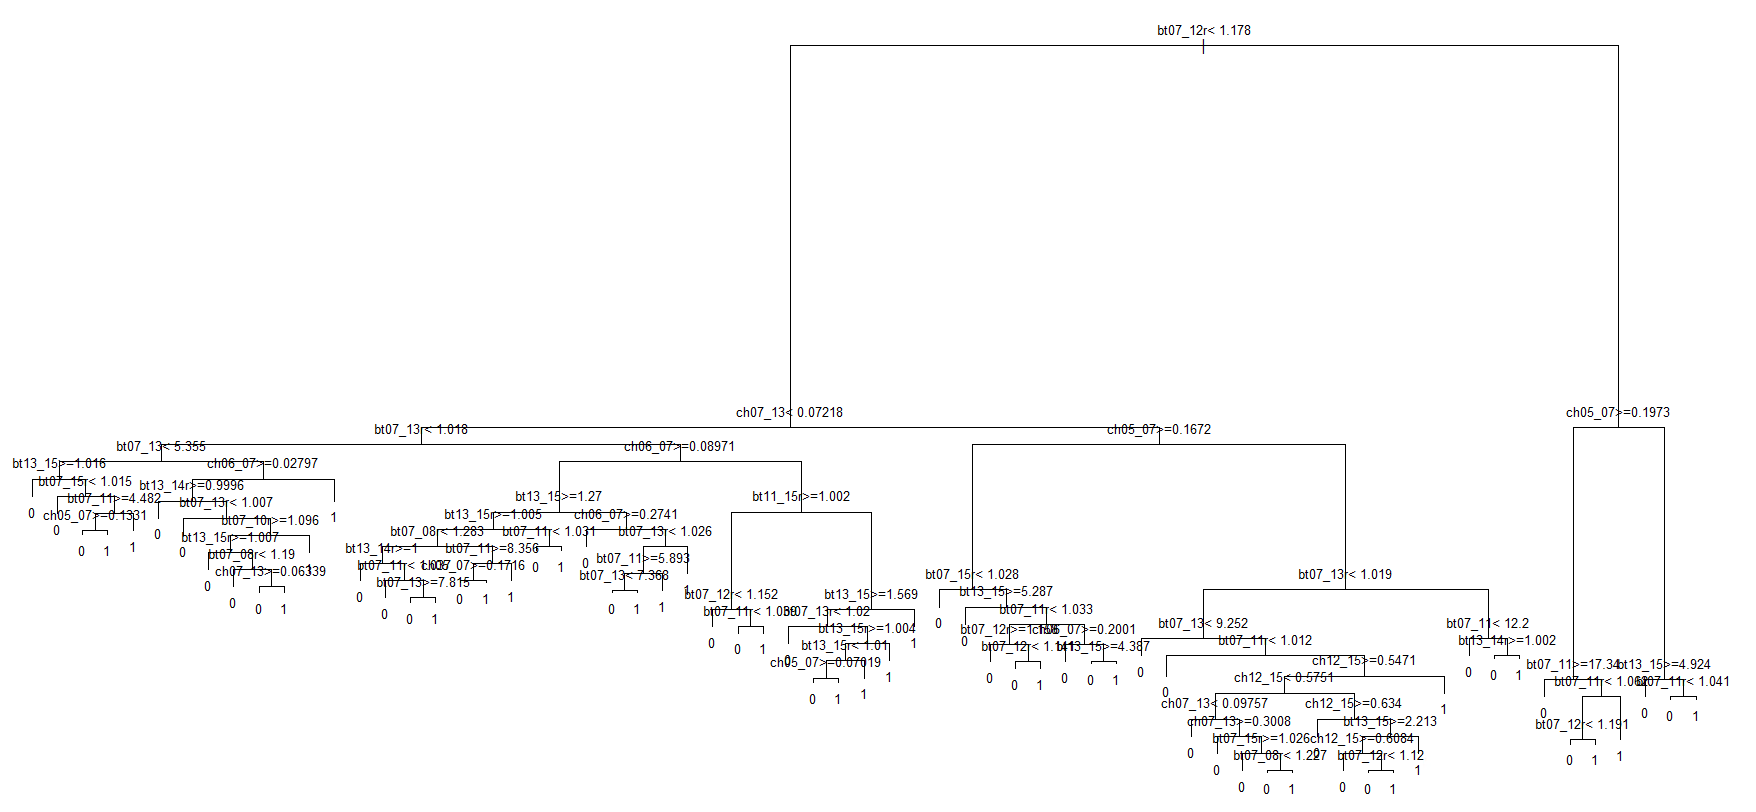 bt07_12r< 1.178
ch07_13< 0.07218
ch05_07>=0.1973
bt07_13r< 1.018
ch05_07>=0.1672
bt07_13< 5.355
ch06_07>=0.08971
bt13_15>=1.016
ch06_07>=0.02797
bt07_15r< 1.015
bt13_14r>=0.9996
bt07_11>=4.482
bt07_13r< 1.007
bt13_15>=1.27
bt11_15r>=1.002
0
ch05_07>=0.1331
0
bt07_10r>=1.096
1
bt13_15r>=1.005
ch06_07>=0.2741
0
0 1 1
0
bt13_15r>=1.007
bt07_08< 1.283
bt07_11r< 1.031
bt07_13r< 1.026
0
bt07_08r< 1.19
bt13_14r>=1
bt07_11>=8.356
0 1
0
bt07_11>=5.893
0
ch07_13>=0.06339
bt07_13>=7.815
bt07_13< 7.368
0
0 1
0
0
0 1
0 1
1
0 1
1
bt07_12r< 1.152
bt13_15>=1.569
bt07_13r< 1.02
0
0 1
bt13_15r>=1.004
1
bt13_15r< 1.01
ch05_07>=0.07019
1
0 1
1
bt07_15r< 1.028
bt07_13r< 1.019
bt13_15>=5.287
0
bt07_11r< 1.033
0
ch06_07>=0.2001
bt13_15>=4.387
0
0 1
0
0 1
bt07_13< 9.252
bt07_11< 12.2
bt07_11r< 1.012
bt13_14r>=1.002
0
0
0 1
ch12_15>=0.5471
ch12_15< 0.5751
1
ch07_13< 0.09757
ch12_15>=0.634
ch07_13>=0.3008
bt13_15>=2.213
0
bt07_15r>=1.026
ch12_15>=0.6084
0
bt07_12r< 1.12
1
0
0 1
0
0 1
bt07_11>=17.34
bt13_15>=4.924
bt07_11r< 1.041
0
0
0 1
bt07_12r< 1.191
0 1
1